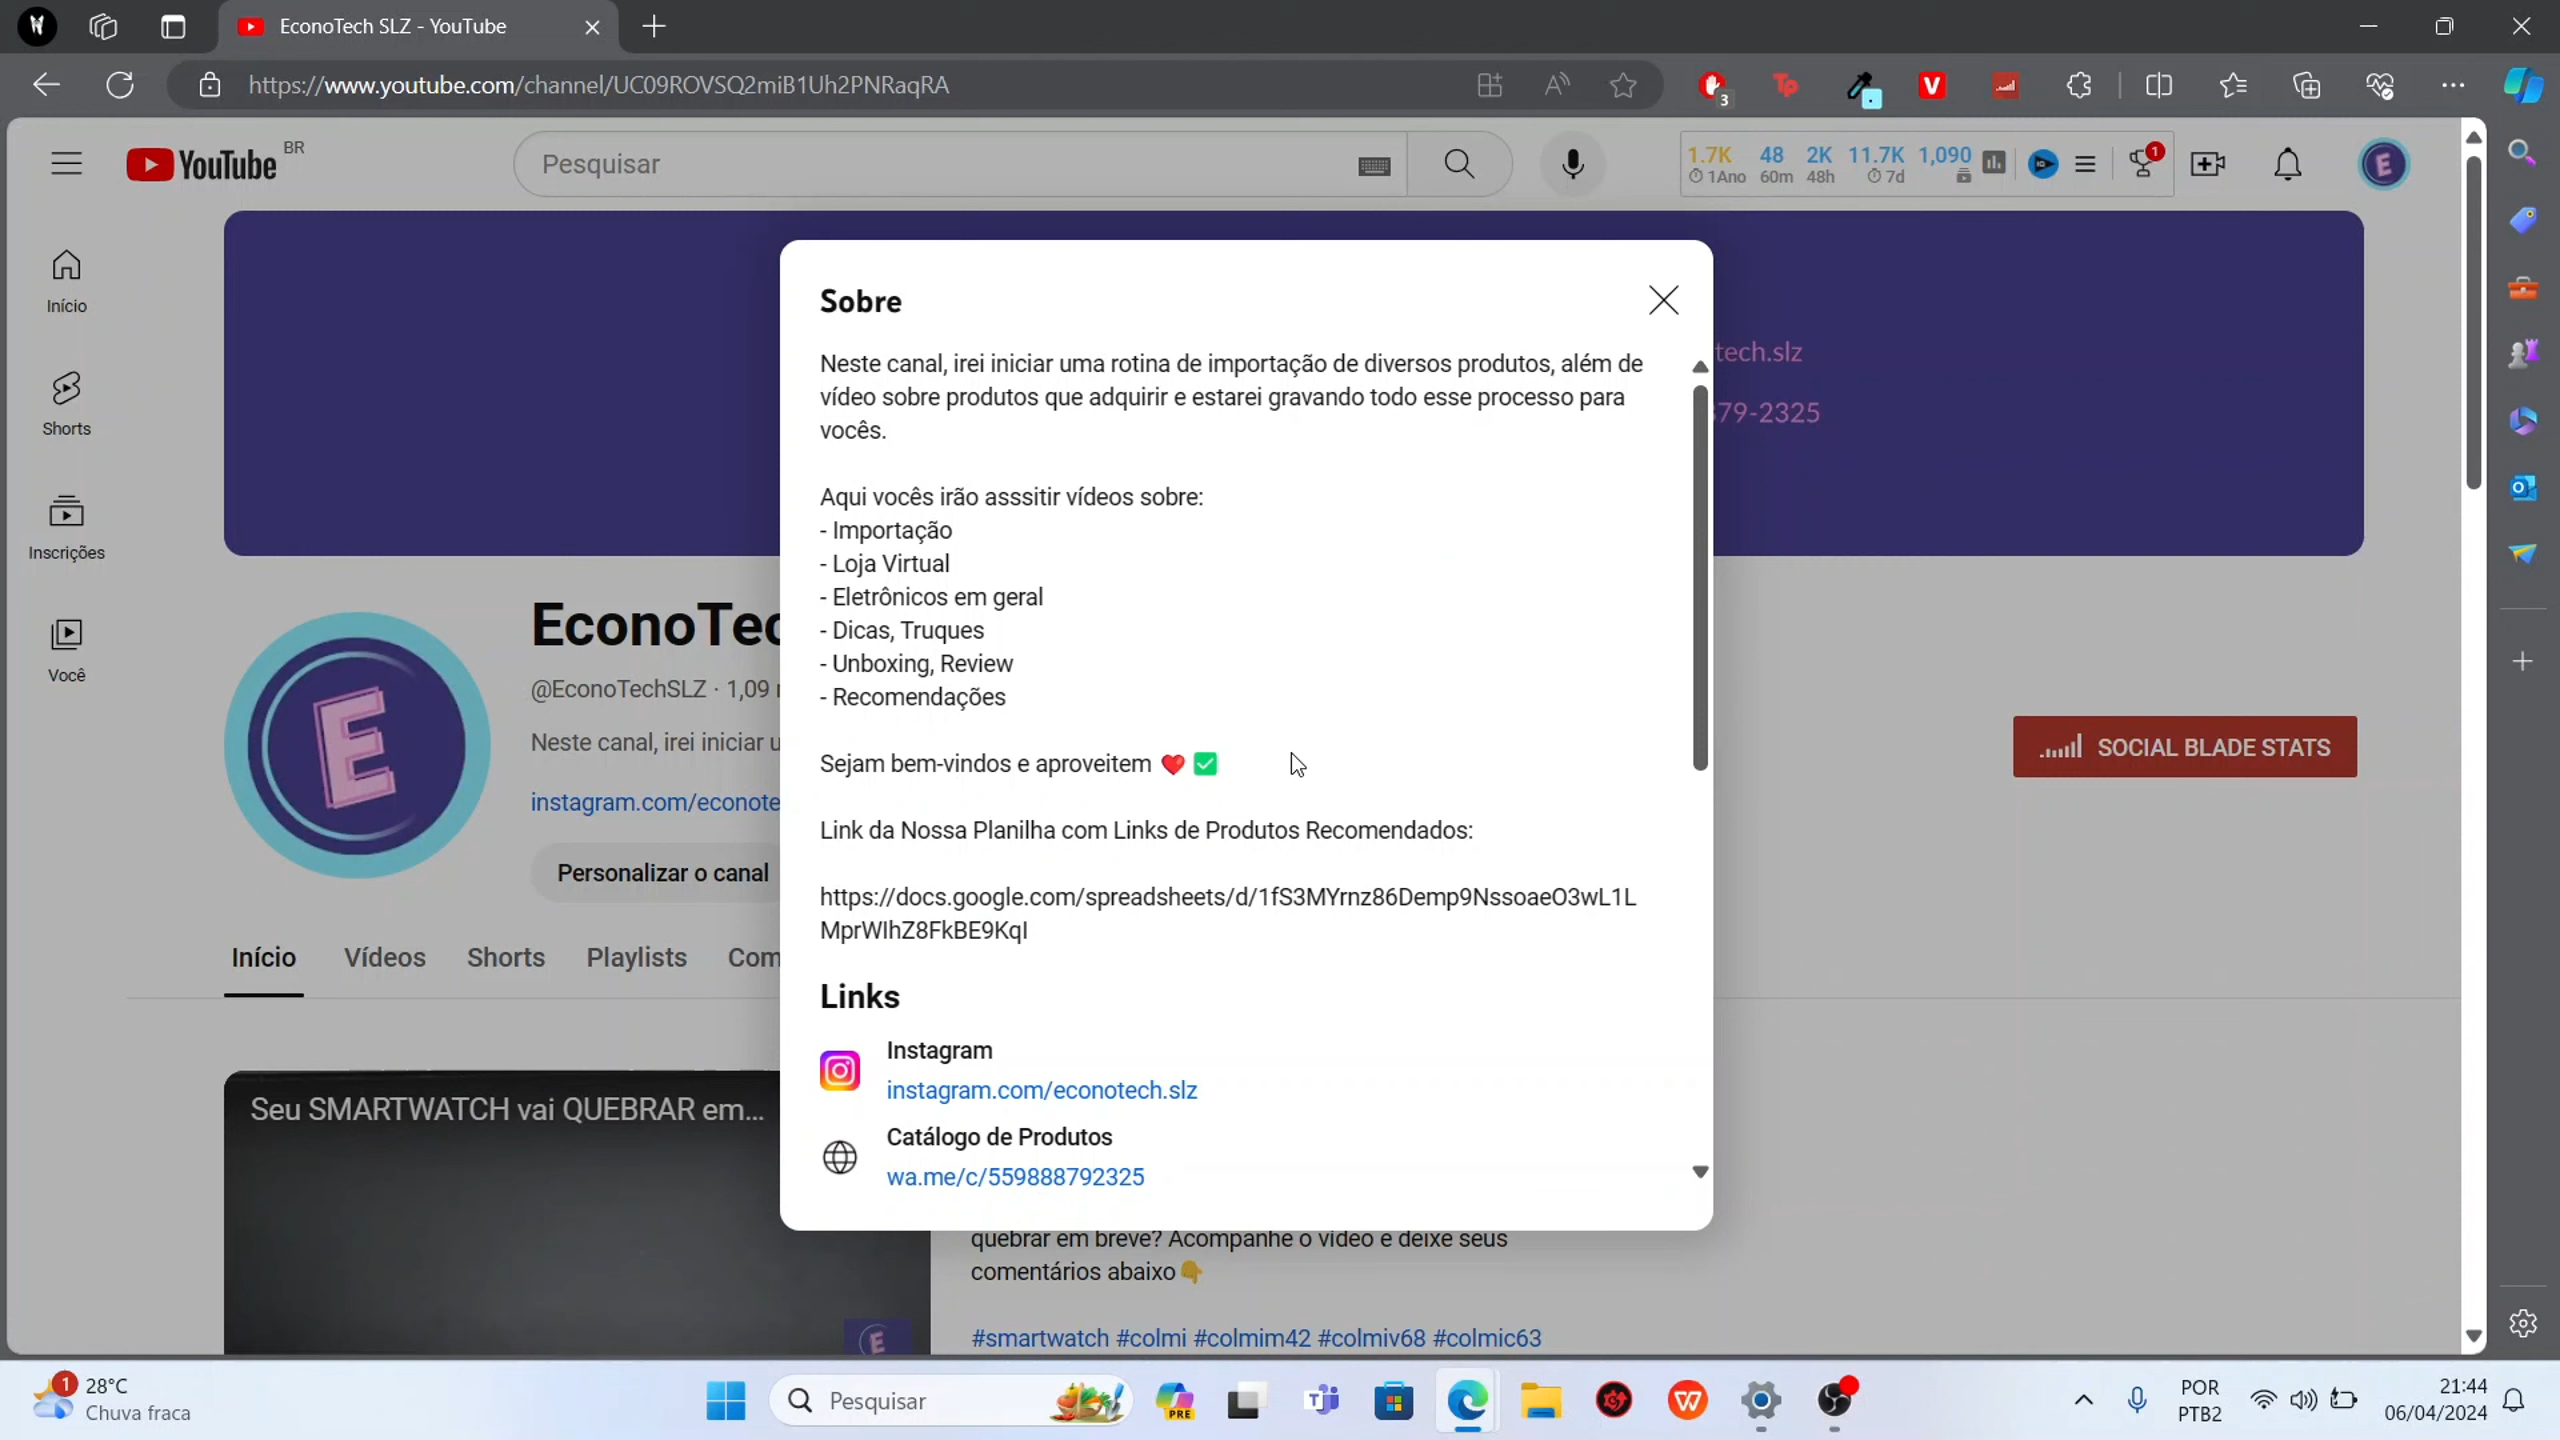 EconoTech SLZ - YouTube
https://www.youtube.com/channel/UC09ROVSQ2miB1Uh2PNRaqRA
3
Tp
V
YouTube BR
Pesquisar
1.7K 48 2K 11.7K 1,090
1Ano 60m 48h 7d
1
E
Início
Shorts
Inscrições
Você
tech.slz
79-2325
E
EconoTec
@EconoTechSLZ · 1,09
Neste canal, irei iniciar u
instagram.com/econote
Personalizar o canal
SOCIAL BLADE STATS
Início Vídeos Shorts Playlists Com
Seu SMARTWATCH vai QUEBRAR em...
E
Sobre
Neste canal, irei iniciar uma rotina de importação de diversos produtos, além de
vídeo sobre produtos que adquirir e estarei gravando todo esse processo para
vocês.
Aqui vocês irão asssitir vídeos sobre:
- Importação
- Loja Virtual
- Eletrônicos em geral
- Dicas, Truques
- Unboxing, Review
- Recomendações
Sejam bem-vindos e aproveitem ❤️ ✅
Link da Nossa Planilha com Links de Produtos Recomendados:
https://docs.google.com/spreadsheets/d/1fS3MYrnz86Demp9NssoaeO3wL1L
MprWIhZ8FkBE9KqI
Links
Instagram
instagram.com/econotech.slz
Catálogo de Produtos
wa.me/c/559888792325
quebrar em breve? Acompanhe o vídeo e deixe seus
comentários abaixo👇
#smartwatch #colmi #colmim42 #colmiv68 #colmic63
1
28°C
Chuva fraca
Pesquisar
PRE
POR
PTB2
21:44
06/04/2024